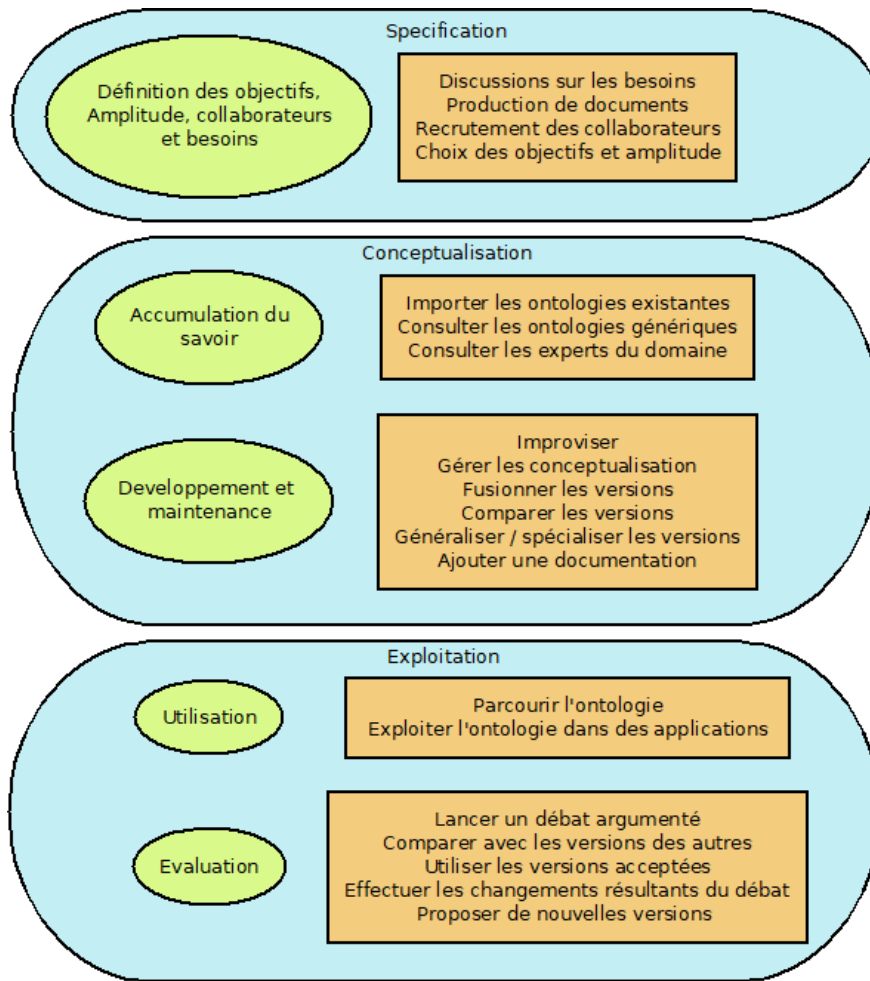 Specification
Définition des objectifs,
Amplitude, collaborateurs
et besoins
Discussions sur les besoins
Production de documents
Recrutement des collaborateurs
Choix des objectifs et amplitude
Conceptualisation
Accumulation du
savoir
Importer les ontologies existantes
Consulter les ontologies génériques
Consulter les experts du domaine
Developpement et
maintenance
Improviser
Gérer les conceptualisation
Fusionner les versions
Comparer les versions
Généraliser / spécialiser les versions
Ajouter une documentation
Exploitation
Utilisation
Parcourir l'ontologie
Exploiter l'ontologie dans des applications
Evaluation
Lancer un débat argumenté
Comparer avec les versions des autres
Utiliser les versions acceptées
Effectuer les changements résultants du débat
Proposer de nouvelles versions